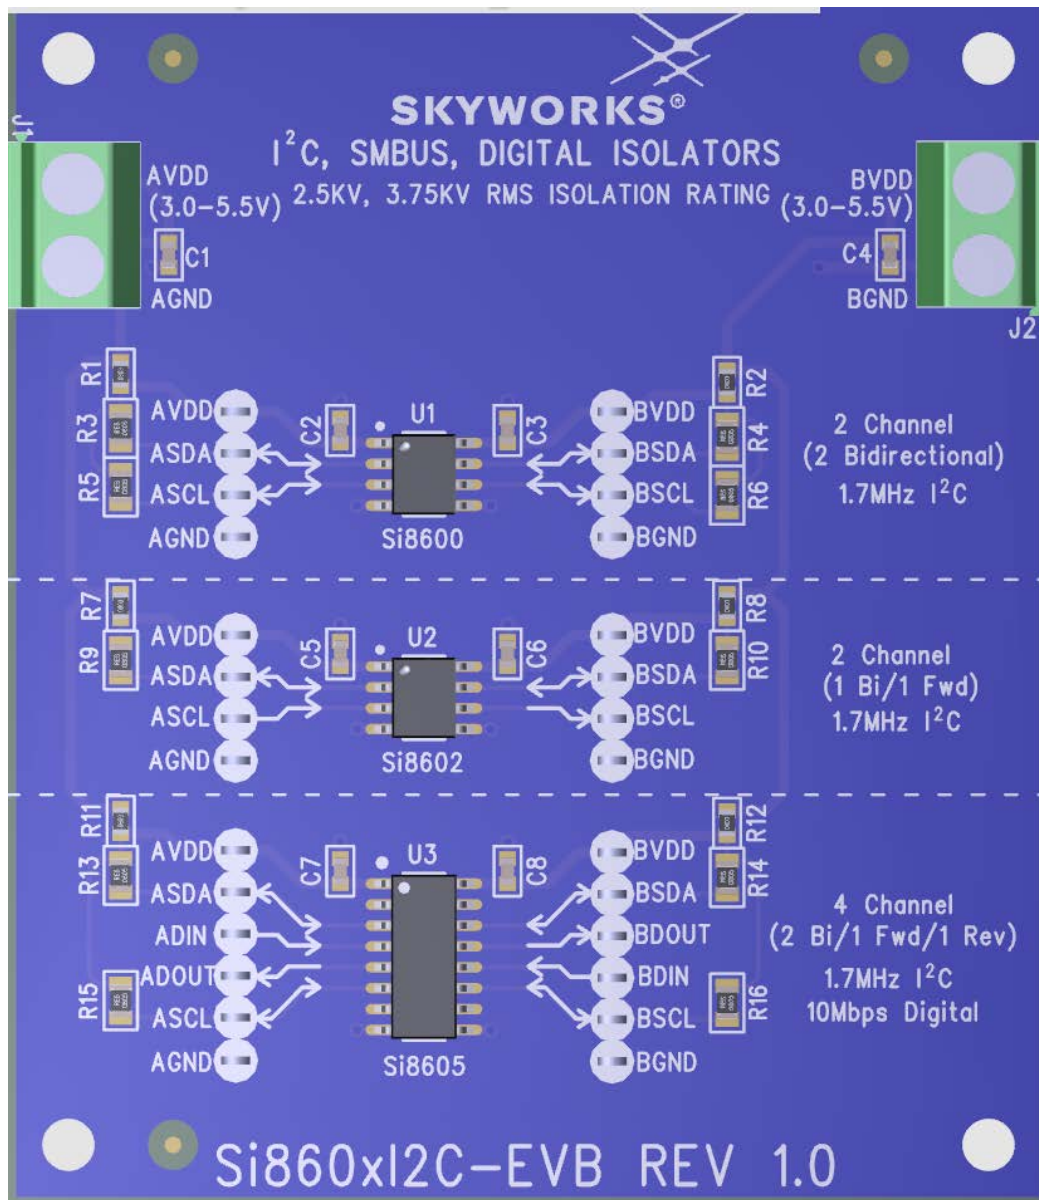 SKYWORKS®
I²C, SMBUS, DIGITAL ISOLATORS
2.5KV, 3.75KV RMS ISOLATION RATING
J1
AVDD
(3.0-5.5V)
C1
AGND
BVDD
(3.0-5.5V)
C4
BGND
J2
R1
R3
R5
AVDD
ASDA
ASCL
AGND
C2
U1
C3
Si8600
BVDD
BSDA
BSCL
BGND
R2
R4
R6
2 Channel
(2 Bidirectional)
1.7MHz I²C
R7
R9
AVDD
ASDA
ASCL
AGND
C5
U2
C6
Si8602
BVDD
BSDA
BSCL
BGND
R8
R10
2 Channel
(1 Bi/1 Fwd)
1.7MHz I²C
R11
R13
R15
AVDD
ASDA
ADIN
ADOUT
ASCL
AGND
C7
U3
C8
Si8605
BVDD
BSDA
BDOUT
BDIN
BSCL
BGND
R12
R14
R16
4 Channel
(2 Bi/1 Fwd/1 Rev)
1.7MHz I²C
10Mbps Digital
Si860xI2C-EVB REV 1.0